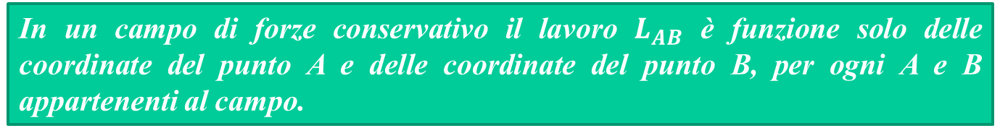 In un campo di forze conservativo il lavoro L_AB è funzione solo delle
coordinate del punto A e delle coordinate del punto B, per ogni A e B
appartenenti al campo.